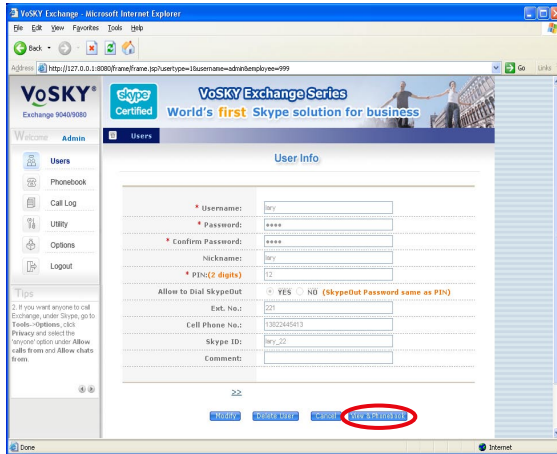 VoSKY Exchange - Microsoft Internet Explorer
File Edit View Favorites Tools Help
Back
Address http://127.0.0.1:8080/frame/frame.jsp?usertype=1&username=admin&employee=999 Go Links
VoSKY®
Exchange 9040/9080
skype Certified
VoSKY Exchange Series
World's first Skype solution for business
Welcome Admin
Users
Users
Phonebook
Call Log
Utility
Options
Logout
Tips
2. If you want anyone to call
Exchange, under Skype, go to
Tools->Options, click
Privacy and select the
'anyone' option under Allow
calls from and Allow chats
from.
User Info
* Username:
* Password: ••••
* Confirm Password: ••••
Nickname:
* PIN:(2 digits) 12
Allow to Dial SkypeOut YES NO (SkypeOut Password same as PIN)
Ext. No.: 221
Cell Phone No.: 13822445413
Skype ID:
Comment:
>>
Modify Delete User Cancel View a Phonebook
Done Internet